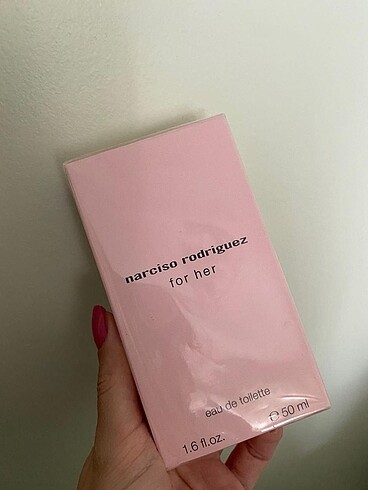 narciso rodriguez
for her
eau de toilette
1.6 fl.oz. ℮ 50 ml